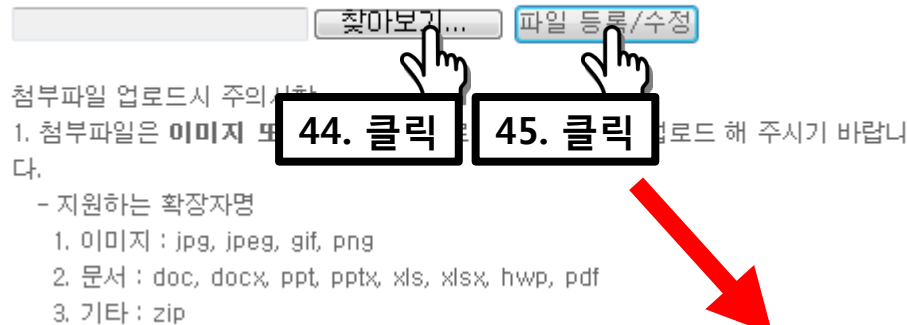 찾아보기... 파일 등록/수정
첨부파일 업로드시 주의
44. 클릭 45. 클릭
1. 첨부파일은 이미지 또 로드 해 주시기 바랍니
다.
- 지원하는 확장자명
1. 이미지 : jpg, jpeg, gif, png
2. 문서 : doc, docx, ppt, pptx, xls, xlsx, hwp, pdf
3. 기타 : zip